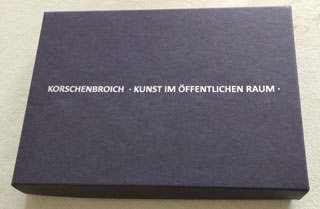 KORSCHENBROICH · KUNST IM ÖFFENTLICHEN RAUM ·